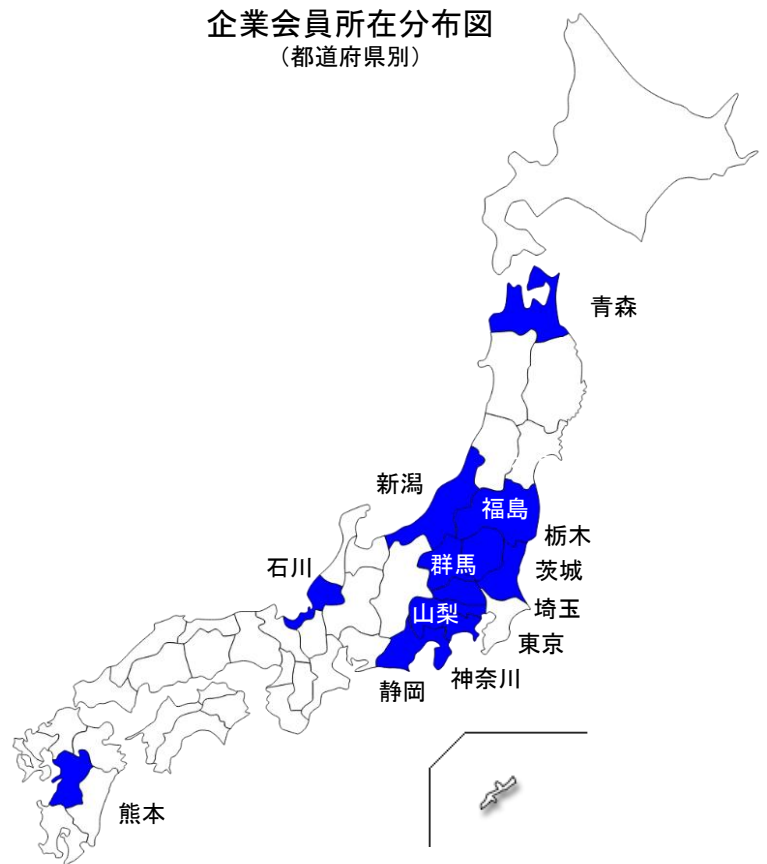 企業会員所在分布図
（都道府県別）
青森
新潟
福島
栃木
石川
群馬
茨城
埼玉
山梨
東京
静岡
神奈川
熊本